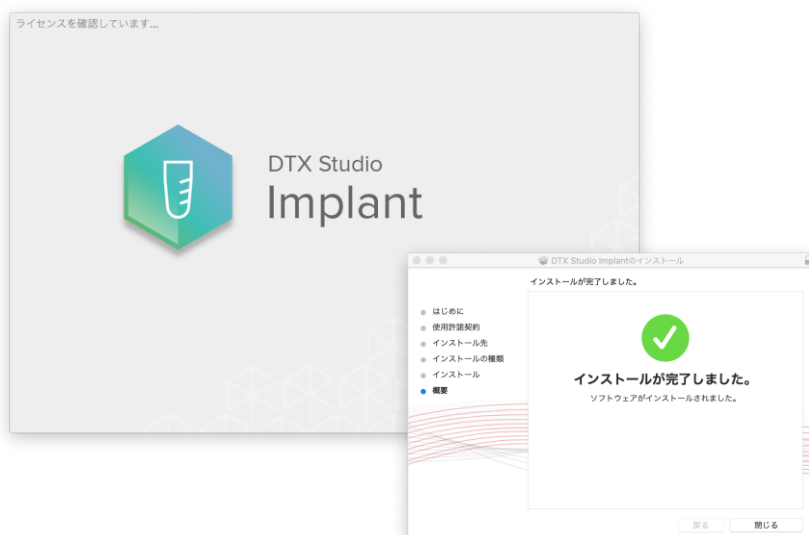 ライセンスを確認しています...
DTX Studio
Implant
DTX Studio Implantのインストール
インストールが完了しました。
はじめに
使用許諾契約
インストール先
インストールの種類
インストール
概要
インストールが完了しました。
ソフトウェアがインストールされました。
戻る
閉じる